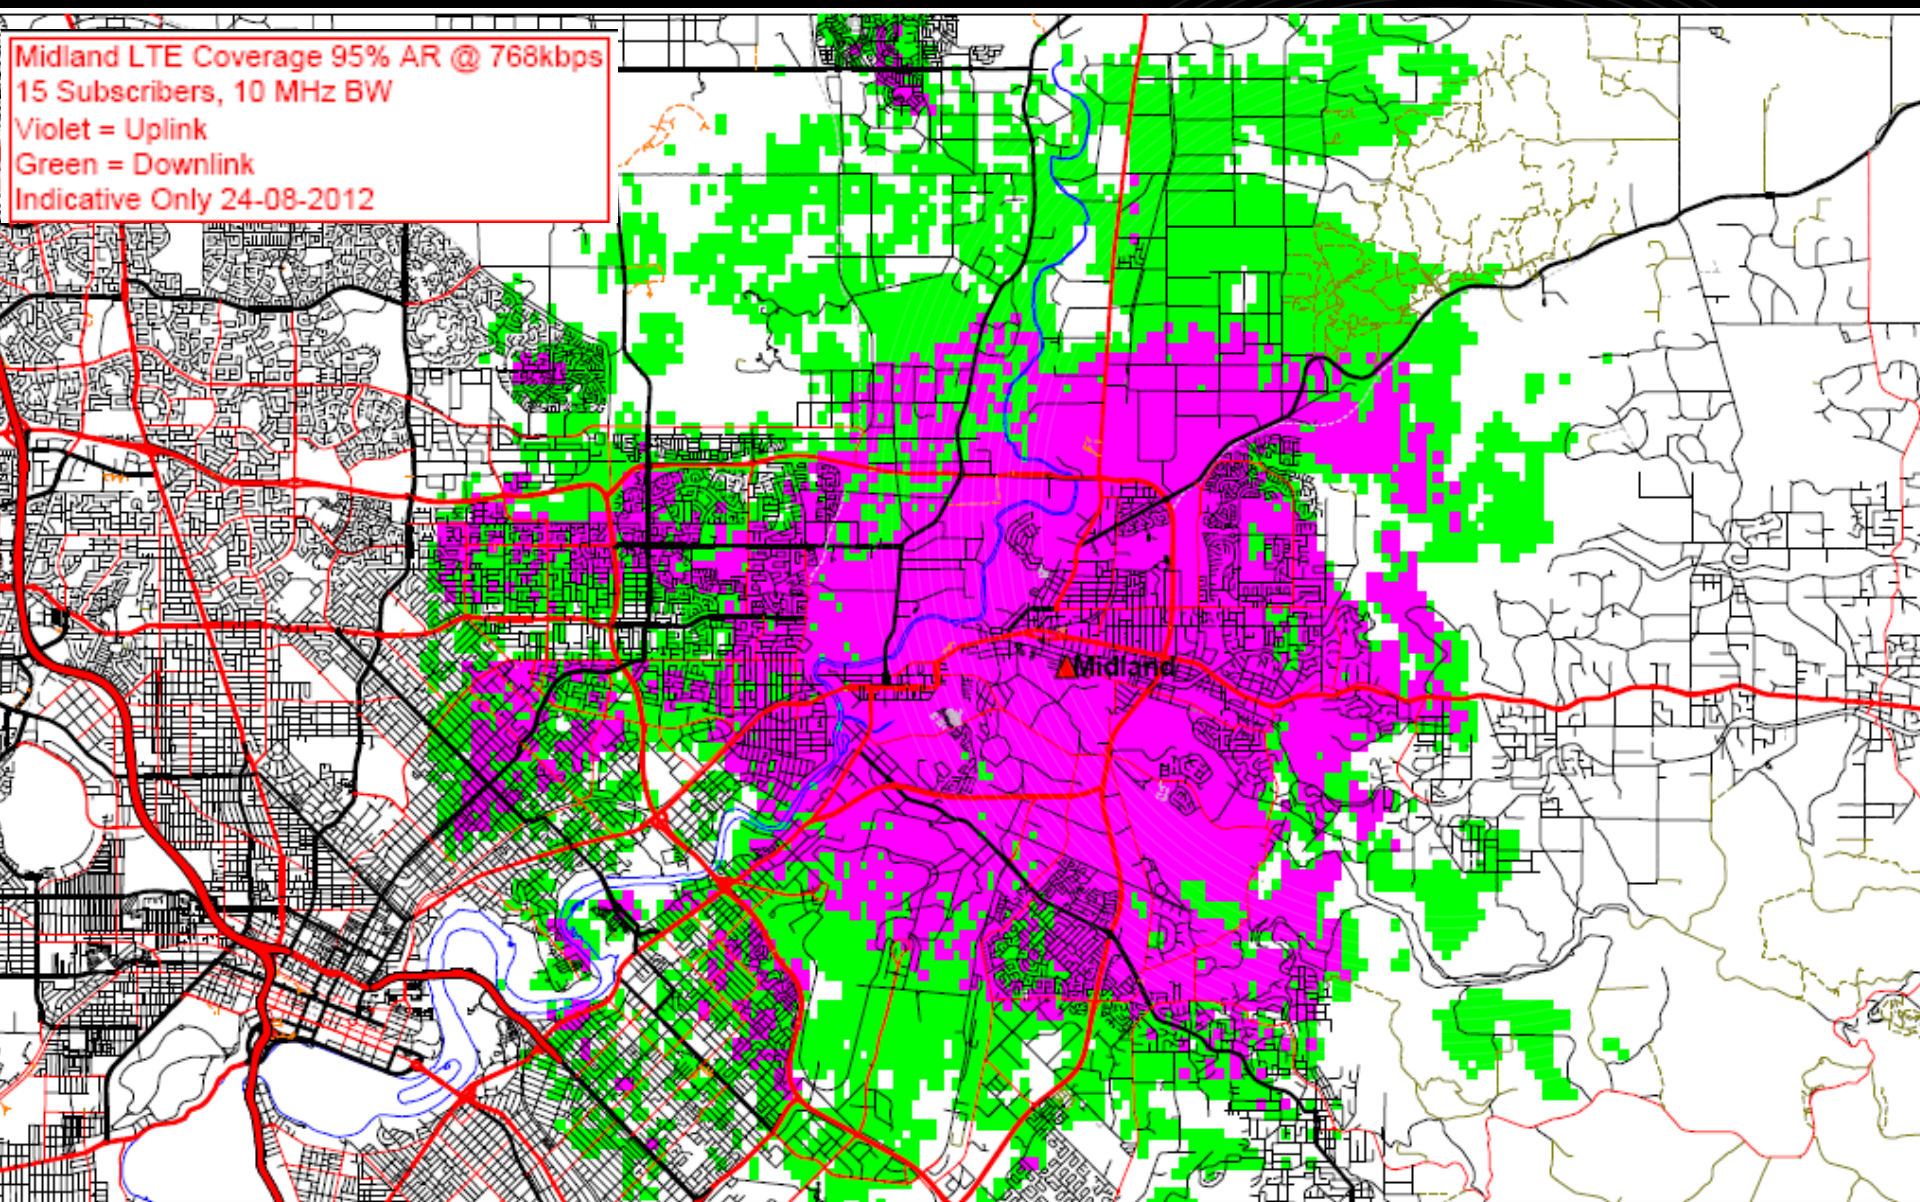 Midland LTE Coverage 95% AR @ 768kbps
15 Subscribers, 10 MHz BW
Violet = Uplink
Green = Downlink
Indicative Only 24-08-2012
Midland